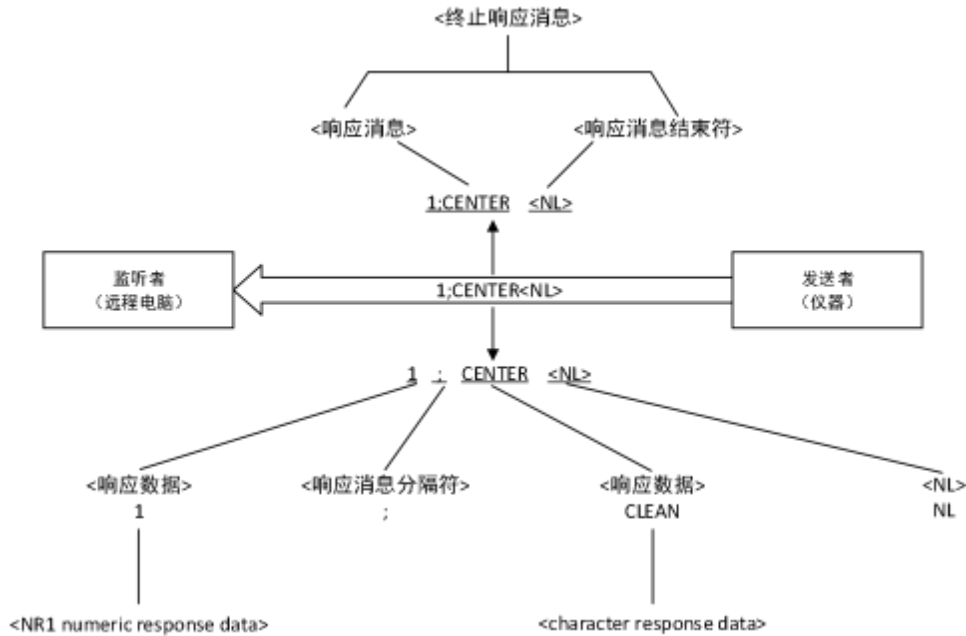 <终止响应消息>
<响应消息> <响应消息结束符>
1;CENTER <NL>
监听者
（远程电脑）
1;CENTER<NL>
发送者
（仪器）
1 ; CENTER <NL>
<响应数据> <响应消息分隔符> <响应数据> <NL>
1 ; CLEAN NL
<NR1 numeric response data> <character response data>